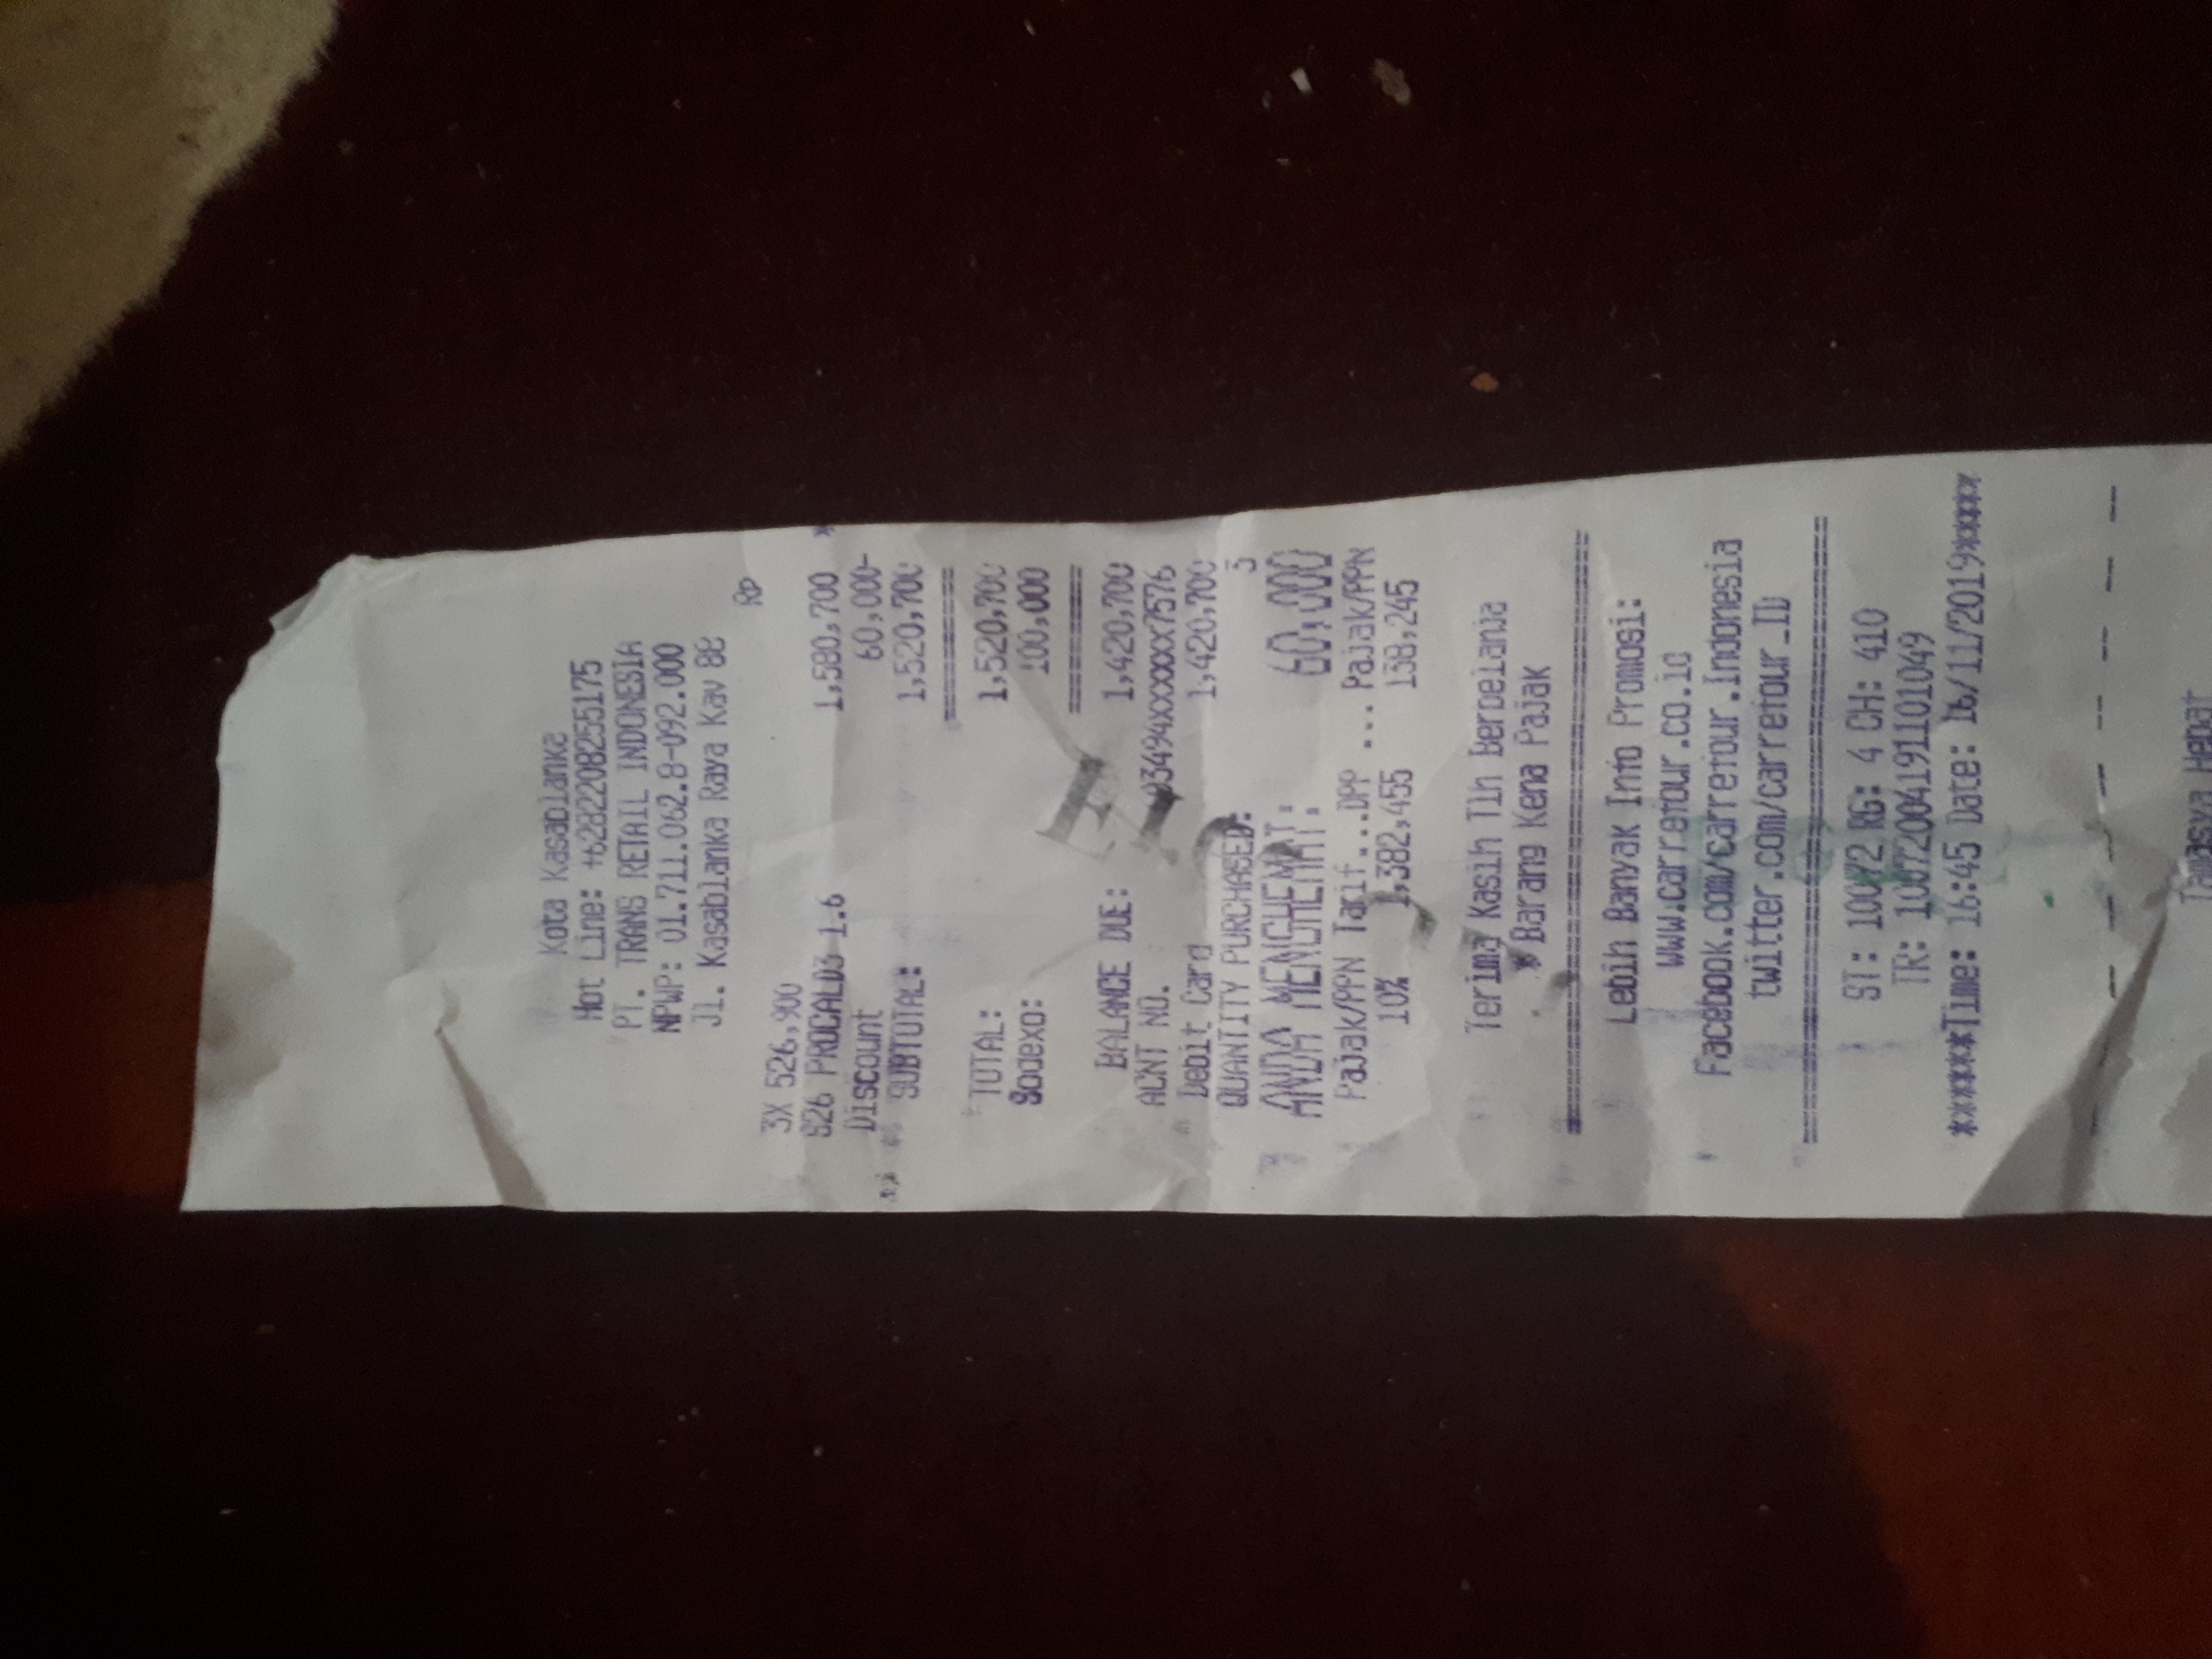 Kota Kasablanka
Hot Line: +6282208255175
PT. TRANS RETAIL INDONESIA
NPWP: 01.711.062.8-092.000
Jl. Kasablanka Raya Kav 88
Rp
3X 526,900
S26 PROCALD3 1.6 1,580,700 *
Discount 60,000-
SUBTOTAL: 1,520,700
TOTAL: 1,520,700
Sodexo: 100,000
BALANCE DUE: 1,420,700
ACNT NO. 03494xxxxxx7576
Debit Card 1,420,700
QUANTITY PURCHASED: 3
ANDA MENGHEMAT: 60,000
Pajak/PPN Tarif...DPP ... Pajak/PPN
10% 1,382,455 138,245
Terima Kasih Tlh Berbelanja
* Barang Kena Pajak
Lebih Banyak Info Promosi:
www.carrefour.co.id
Facebook.com/carrefour.Indonesia
twitter.com/carrefour_ID
ST: 10072 RG: 4 CH: 410
TR: 10072004191101049
******Time: 16:45 Date: 16/11/2019*****
Tamasya Hebat